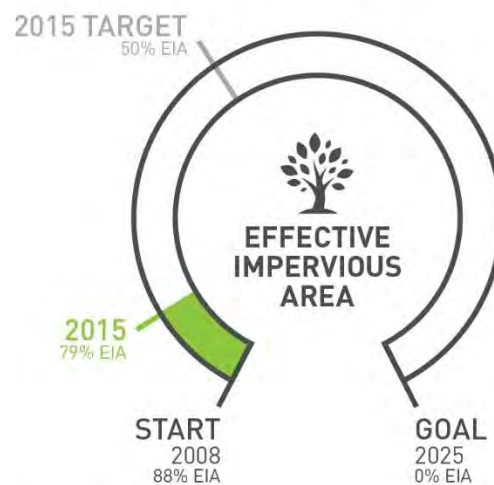 2015 TARGET
50% EIA
EFFECTIVE
IMPERVIOUS
AREA
2015
79% EIA
START
2008
88% EIA
GOAL
2025
0% EIA